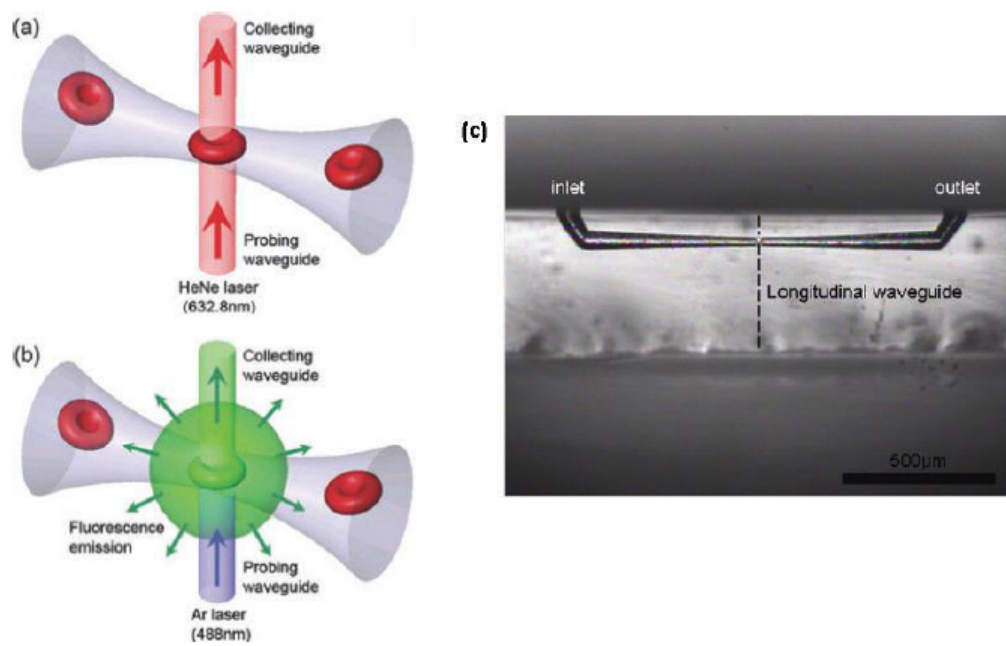 (a)
Collecting
waveguide
Probing
waveguide
HeNe laser
(632.8nm)
(b)
Collecting
waveguide
Fluorescence
emission
Probing
waveguide
Ar laser
(488nm)
(c)
inlet
outlet
Longitudinal waveguide
500µm